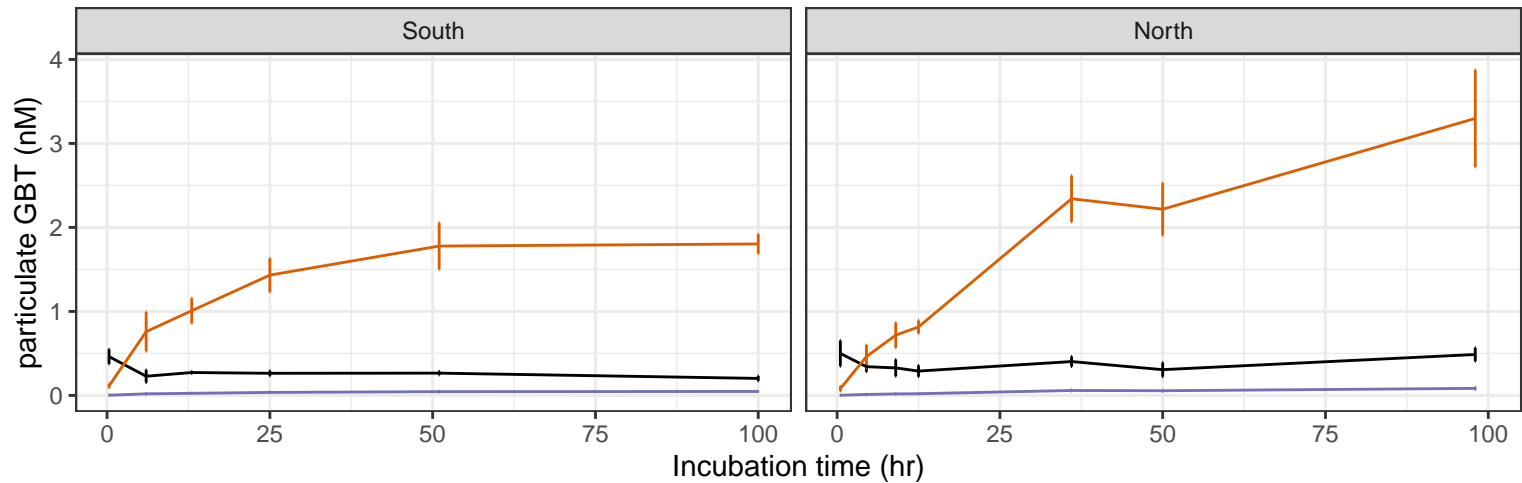 South
North
particulate GBT (nM)
4
3
2
1
0
0 25 50 75 100
0 25 50 75 100
Incubation time (hr)